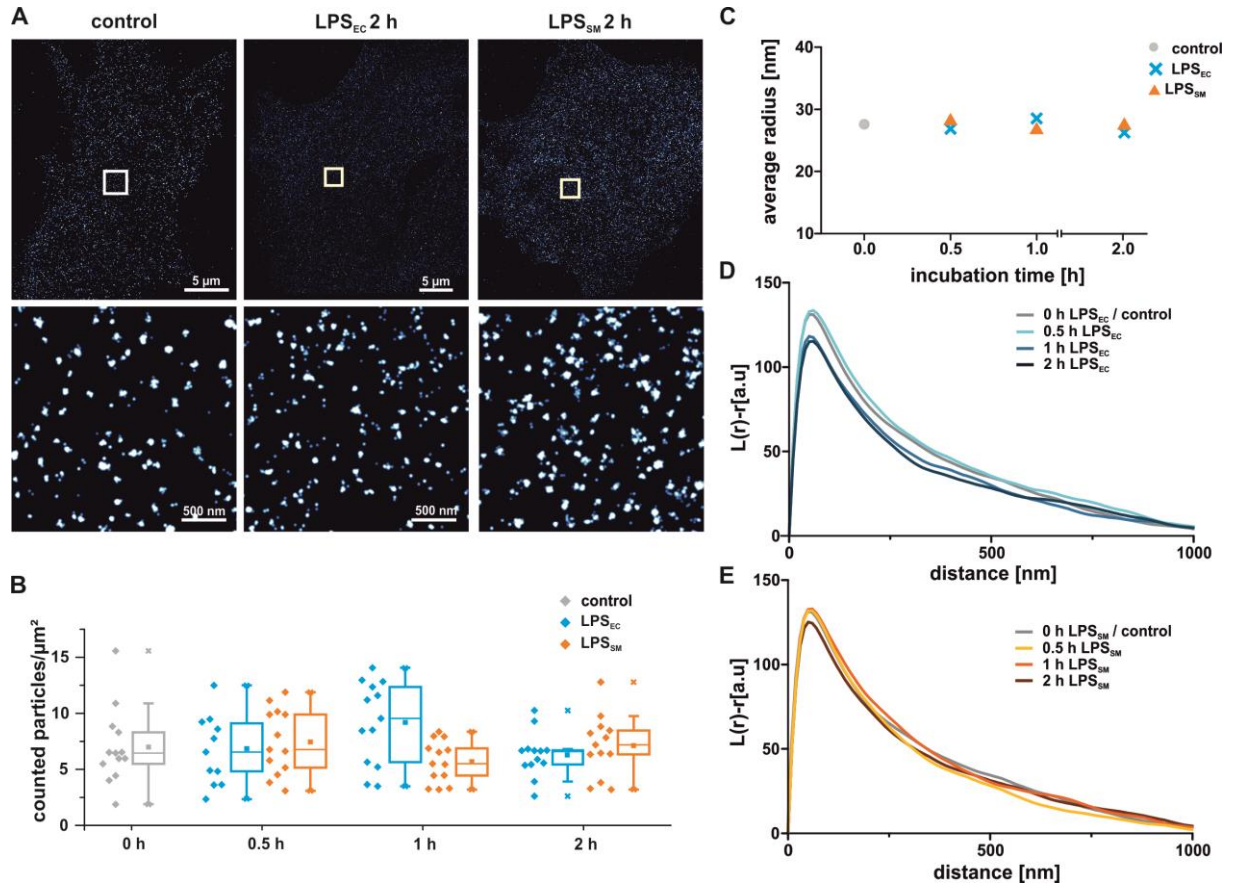 A
control
LPSEC 2 h
LPSSM 2 h
5 µm
5 µm
5 µm
500 nm
500 nm
500 nm
B
counted particles/µm²
15
10
5
0
control
LPSEC
LPSSM
0 h
0.5 h
1 h
2 h
C
average radius [nm]
40
30
20
10
0.0
0.5
1.0
2.0
incubation time [h]
control
LPSEC
LPSSM
D
L(r)-r[a.u]
150
100
50
0
0
500
1000
distance [nm]
0 h LPSEC / control
0.5 h LPSEC
1 h LPSEC
2 h LPSEC
E
L(r)-r[a.u]
150
100
50
0
0
500
1000
distance [nm]
0 h LPSSM / control
0.5 h LPSSM
1 h LPSSM
2 h LPSSM